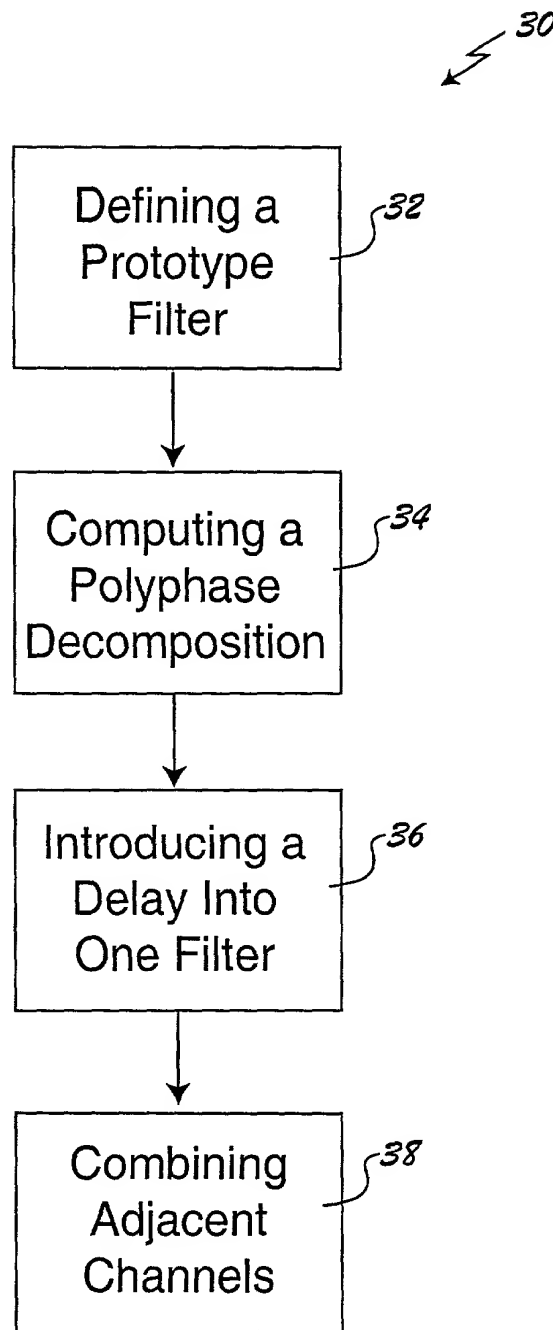 30
Defining a
Prototype
Filter
32
Computing a
Polyphase
Decomposition
34
Introducing a
Delay Into
One Filter
36
Combining
Adjacent
Channels
38